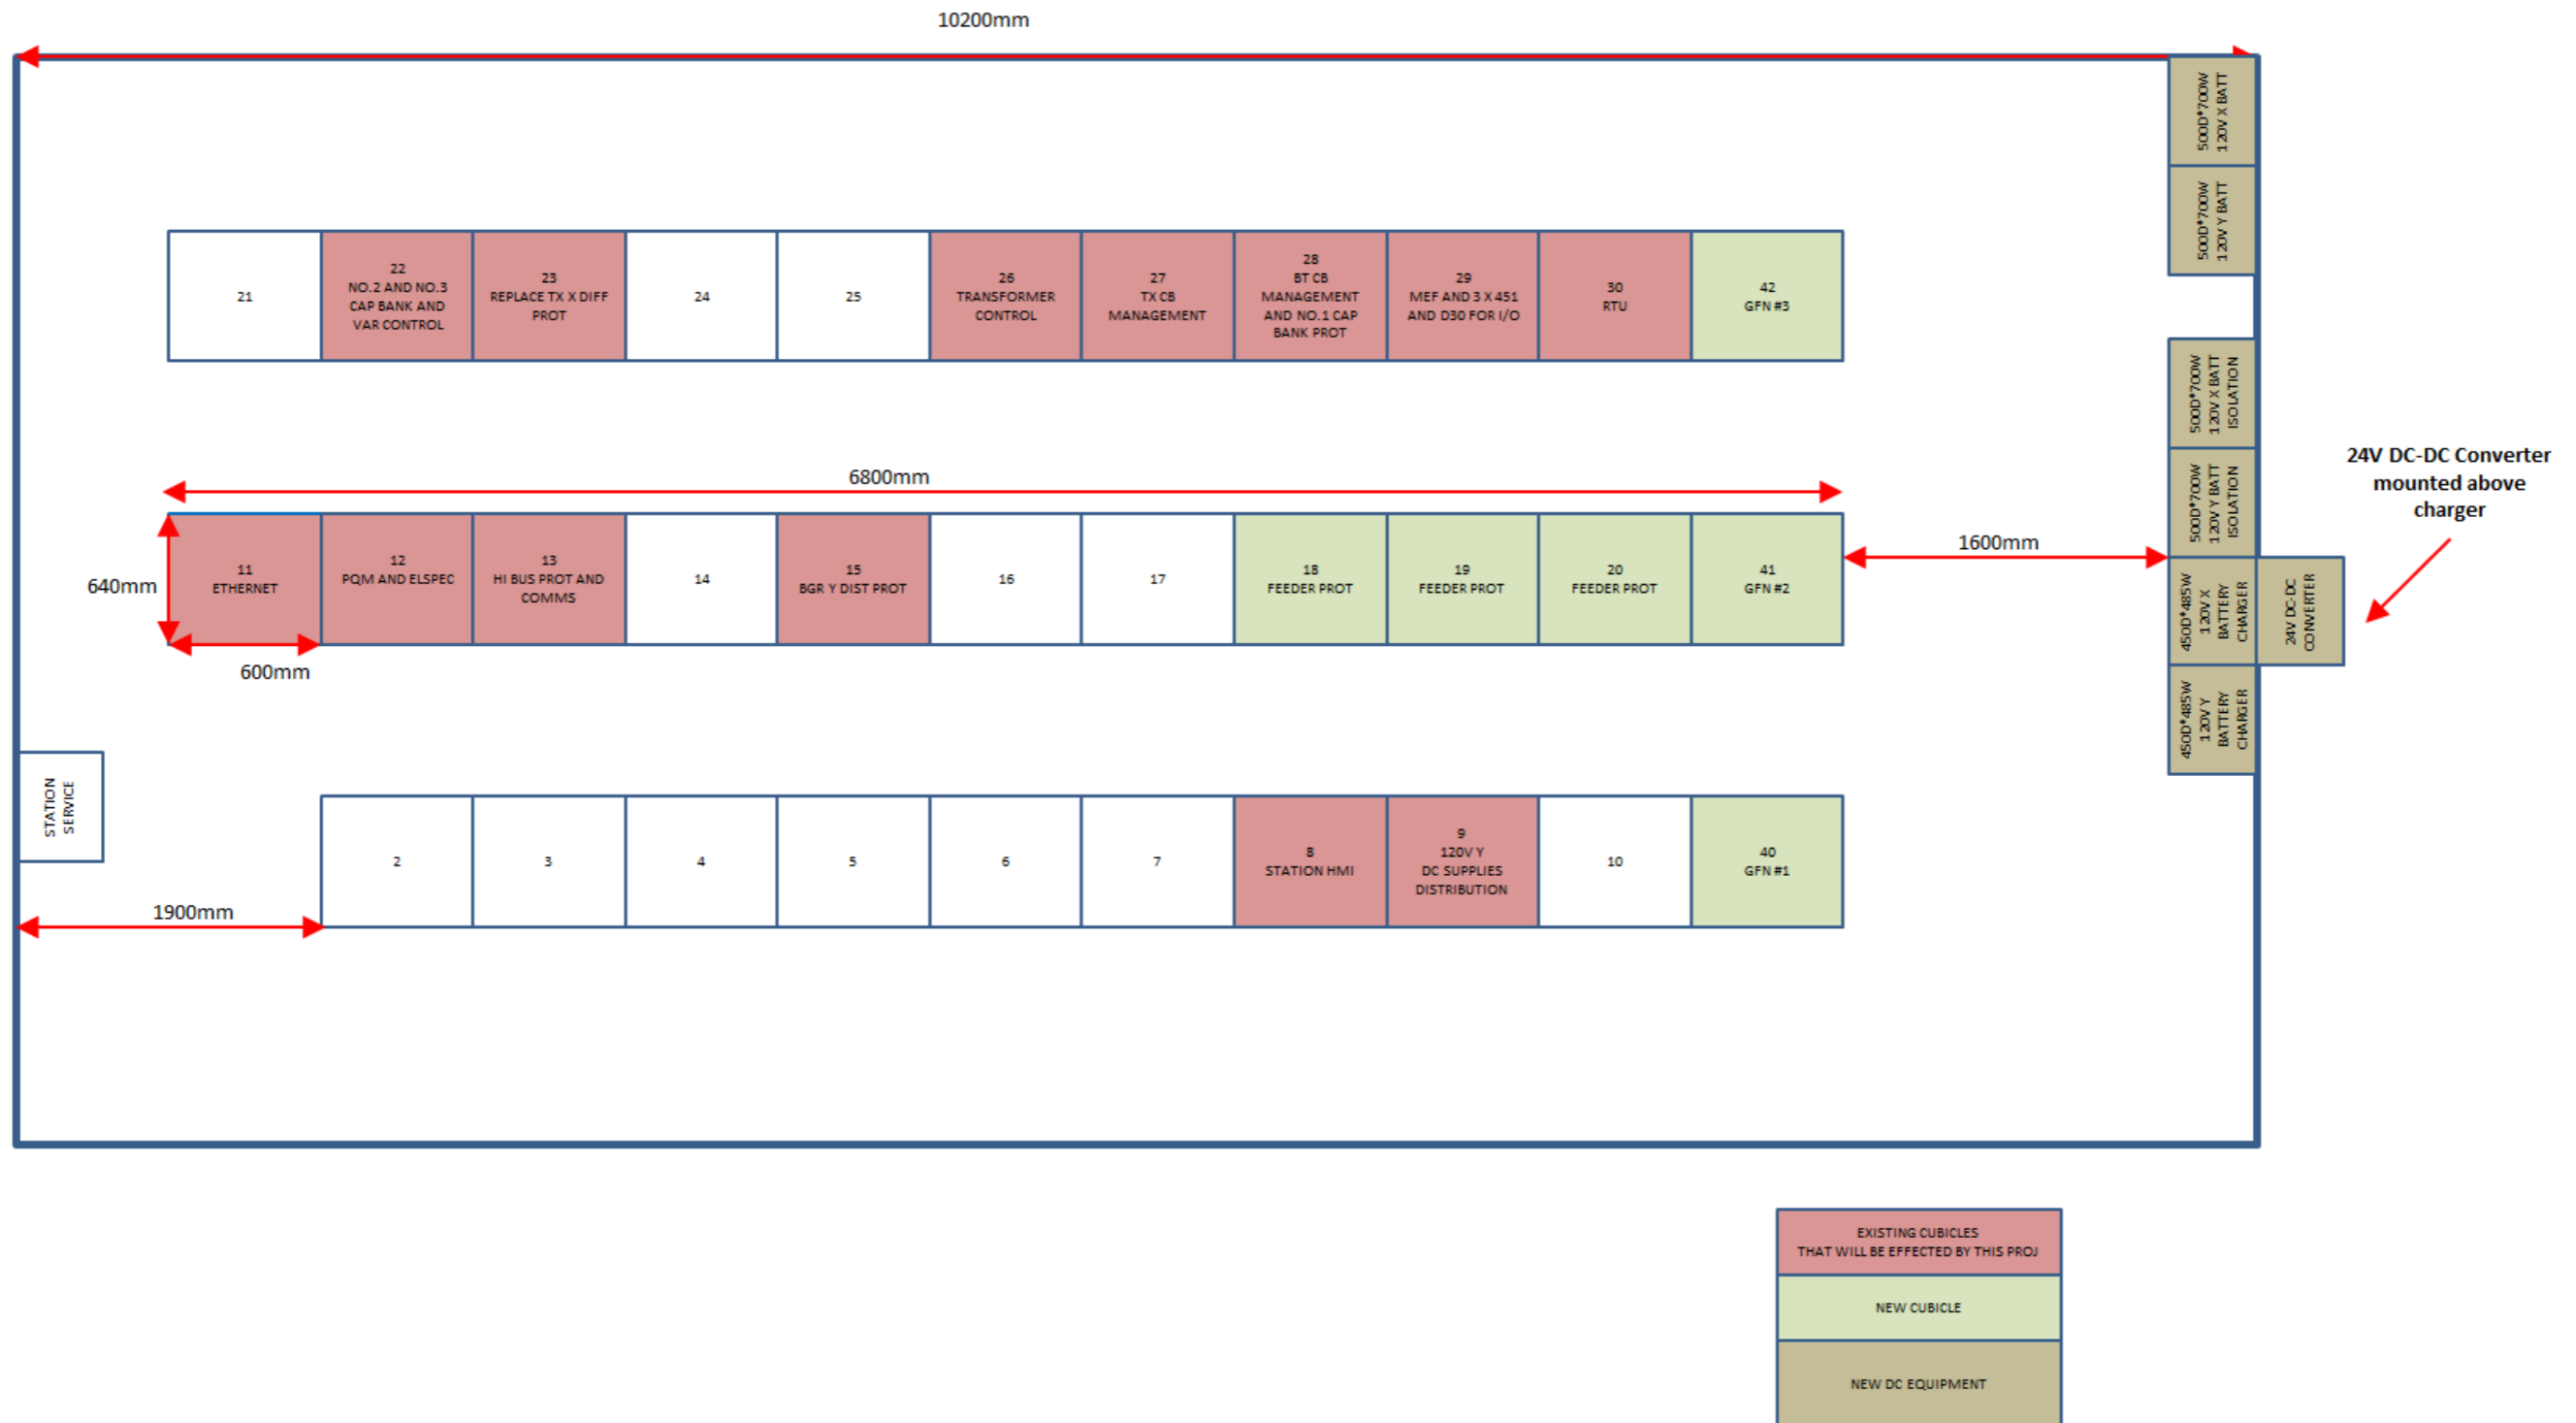 10200mm
500D*700W
120V X BATT
500D*700W
120V Y BATT
21
22
NO.2 AND NO.3
CAP BANK AND
VAR CONTROL
23
REPLACE TX X DIFF
PROT
24
25
26
TRANSFORMER
CONTROL
27
TX CB
MANAGEMENT
28
BT CB
MANAGEMENT
AND NO.1 CAP
BANK PROT
29
MEF AND 3 X 451
AND D30 FOR I/O
30
RTU
42
GFN #3
500D*700W
120V X BATT
ISOLATION
500D*700W
120V Y BATT
ISOLATION
24V DC-DC Converter
mounted above
charger
6800mm
640mm
600mm
11
ETHERNET
12
PQM AND ELSPEC
13
HI BUS PROT AND
COMMS
14
15
BGR Y DIST PROT
16
17
18
FEEDER PROT
19
FEEDER PROT
20
FEEDER PROT
41
GFN #2
1600mm
450D*485W
120V X
BATTERY
CHARGER
24V DC-DC
CONVERTER
450D*485W
120V Y
BATTERY
CHARGER
STATION
SERVICE
1900mm
2
3
4
5
6
7
8
STATION HMI
9
120V Y
DC SUPPLIES
DISTRIBUTION
10
40
GFN #1
EXISTING CUBICLES
THAT WILL BE EFFECTED BY THIS PROJ
NEW CUBICLE
NEW DC EQUIPMENT